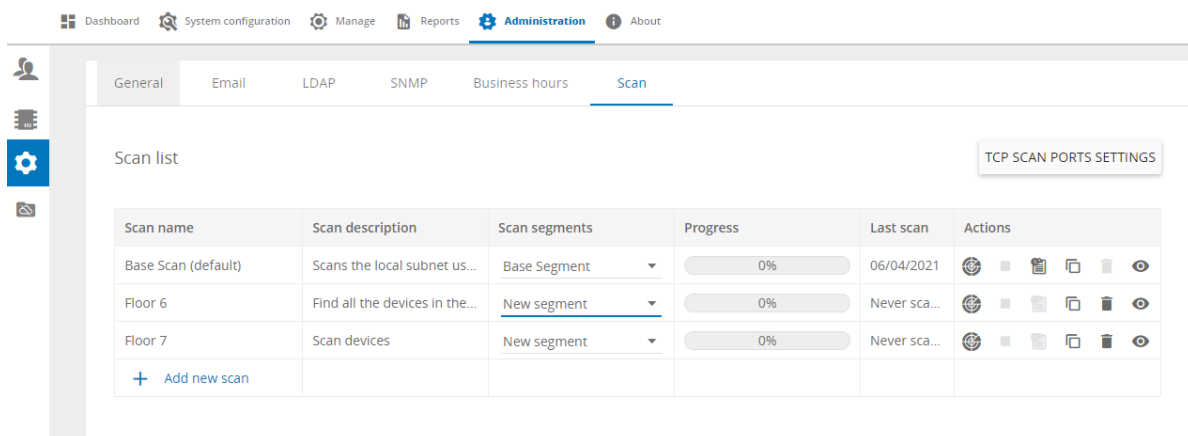 Dashboard System configuration Manage Reports Administration About
General Email LDAP SNMP Business hours Scan
Scan list
TCP SCAN PORTS SETTINGS
Scan name Scan description Scan segments Progress Last scan Actions
Base Scan (default) Scans the local subnet us... Base Segment 0% 06/04/2021
Floor 6 Find all the devices in the... New segment 0% Never sca...
Floor 7 Scan devices New segment 0% Never sca...
+ Add new scan